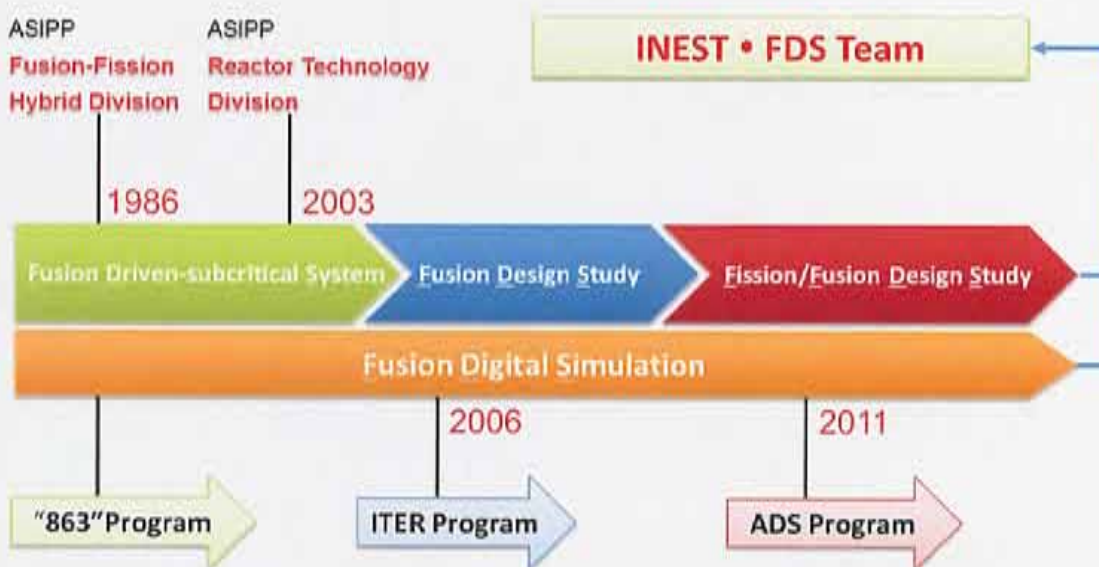 ASIPP
Fusion-Fission
Hybrid Division
ASIPP
Reactor Technology
Division
INEST • FDS Team
1986
2003
Fusion Driven-subcritical System
Fusion Design Study
Fission/Fusion Design Study
Fusion Digital Simulation
2006
2011
"863"Program
ITER Program
ADS Program